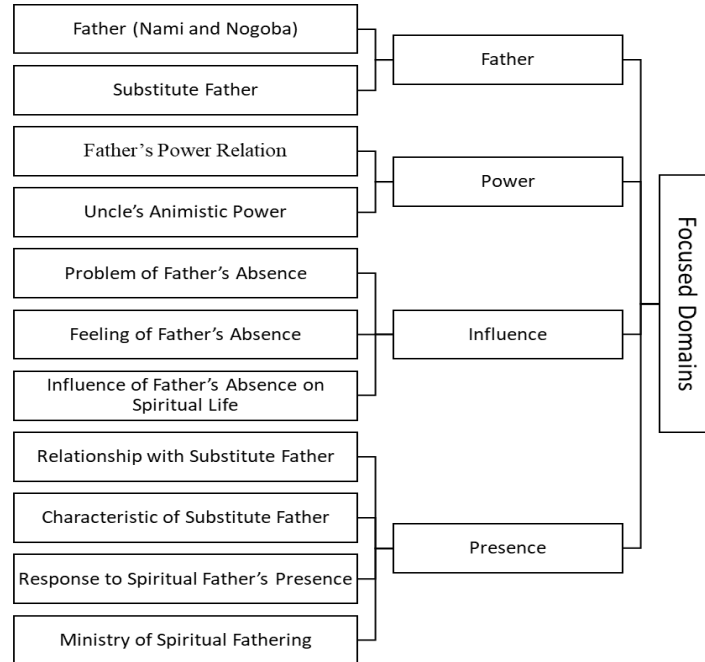 Father (Nami and Nogoba)
Substitute Father
Father
Father’s Power Relation
Uncle’s Animistic Power
Power
Problem of Father’s Absence
Feeling of Father’s Absence
Influence of Father’s Absence on
Spiritual Life
Influence
Relationship with Substitute Father
Characteristic of Substitute Father
Response to Spiritual Father’s Presence
Ministry of Spiritual Fathering
Presence
Focused Domains